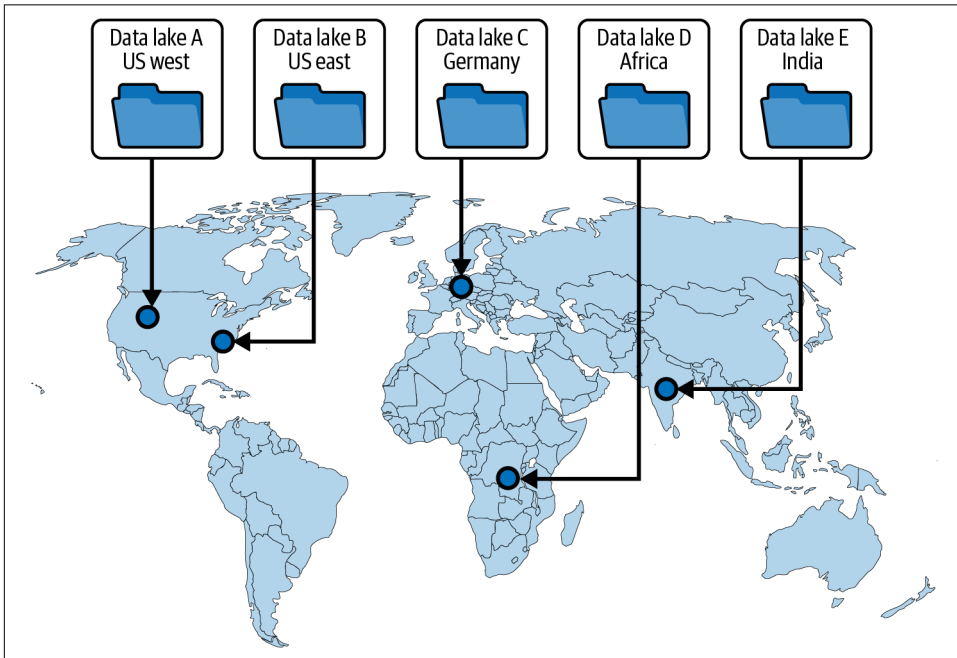 Data lake A
US west
Data lake B
US east
Data lake C
Germany
Data lake D
Africa
Data lake E
India